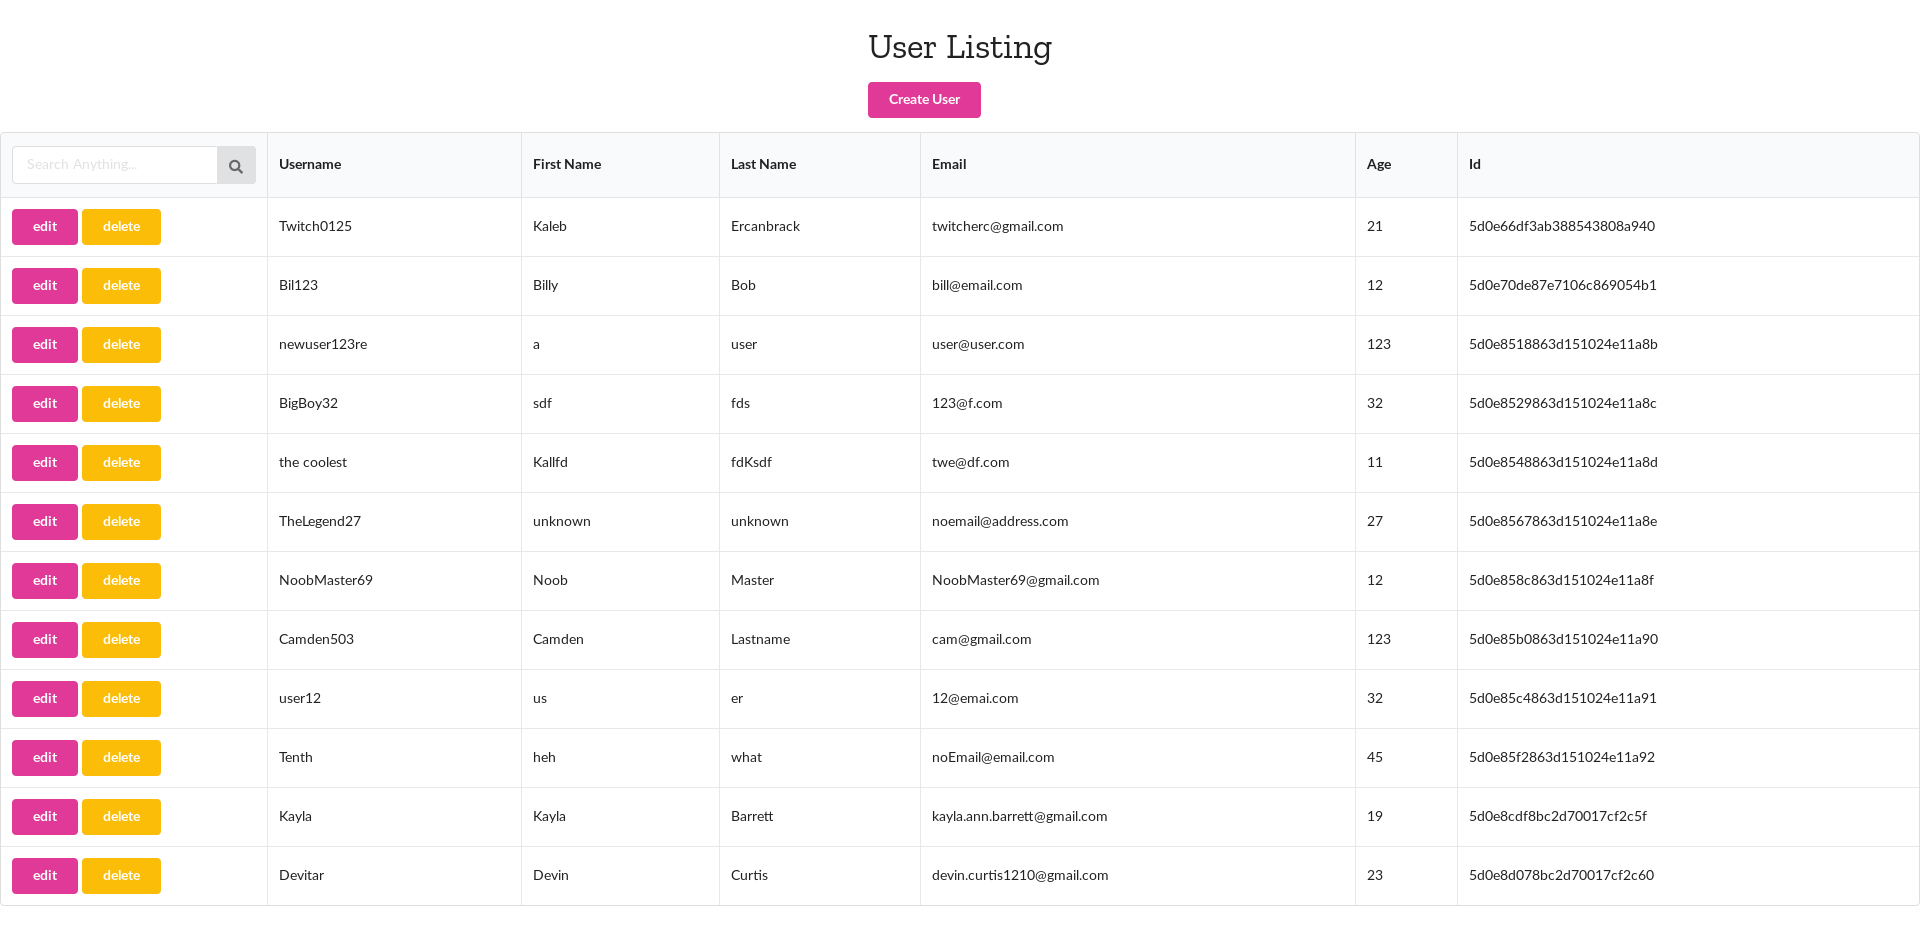 User Listing
Create User
Search Anything... Username First Name Last Name Email Age Id
edit delete Twitch0125 Kaleb Ercanbrack twitcherc@gmail.com 21 5d0e66df3ab388543808a940
edit delete Bil123 Billy Bob bill@email.com 12 5d0e70de87e7106c869054b1
edit delete newuser123re a user user@user.com 123 5d0e8518863d151024e11a8b
edit delete BigBoy32 sdf fds 123@f.com 32 5d0e8529863d151024e11a8c
edit delete the coolest Kallfd fdKsdf twe@df.com 11 5d0e8548863d151024e11a8d
edit delete TheLegend27 unknown unknown noemail@address.com 27 5d0e8567863d151024e11a8e
edit delete NoobMaster69 Noob Master NoobMaster69@gmail.com 12 5d0e858c863d151024e11a8f
edit delete Camden503 Camden Lastname cam@gmail.com 123 5d0e85b0863d151024e11a90
edit delete user12 us er 12@emai.com 32 5d0e85c4863d151024e11a91
edit delete Tenth heh what noEmail@email.com 45 5d0e85f2863d151024e11a92
edit delete Kayla Kayla Barrett kayla.ann.barrett@gmail.com 19 5d0e8cdf8bc2d70017cf2c5f
edit delete Devitar Devin Curtis devin.curtis1210@gmail.com 23 5d0e8d078bc2d70017cf2c60